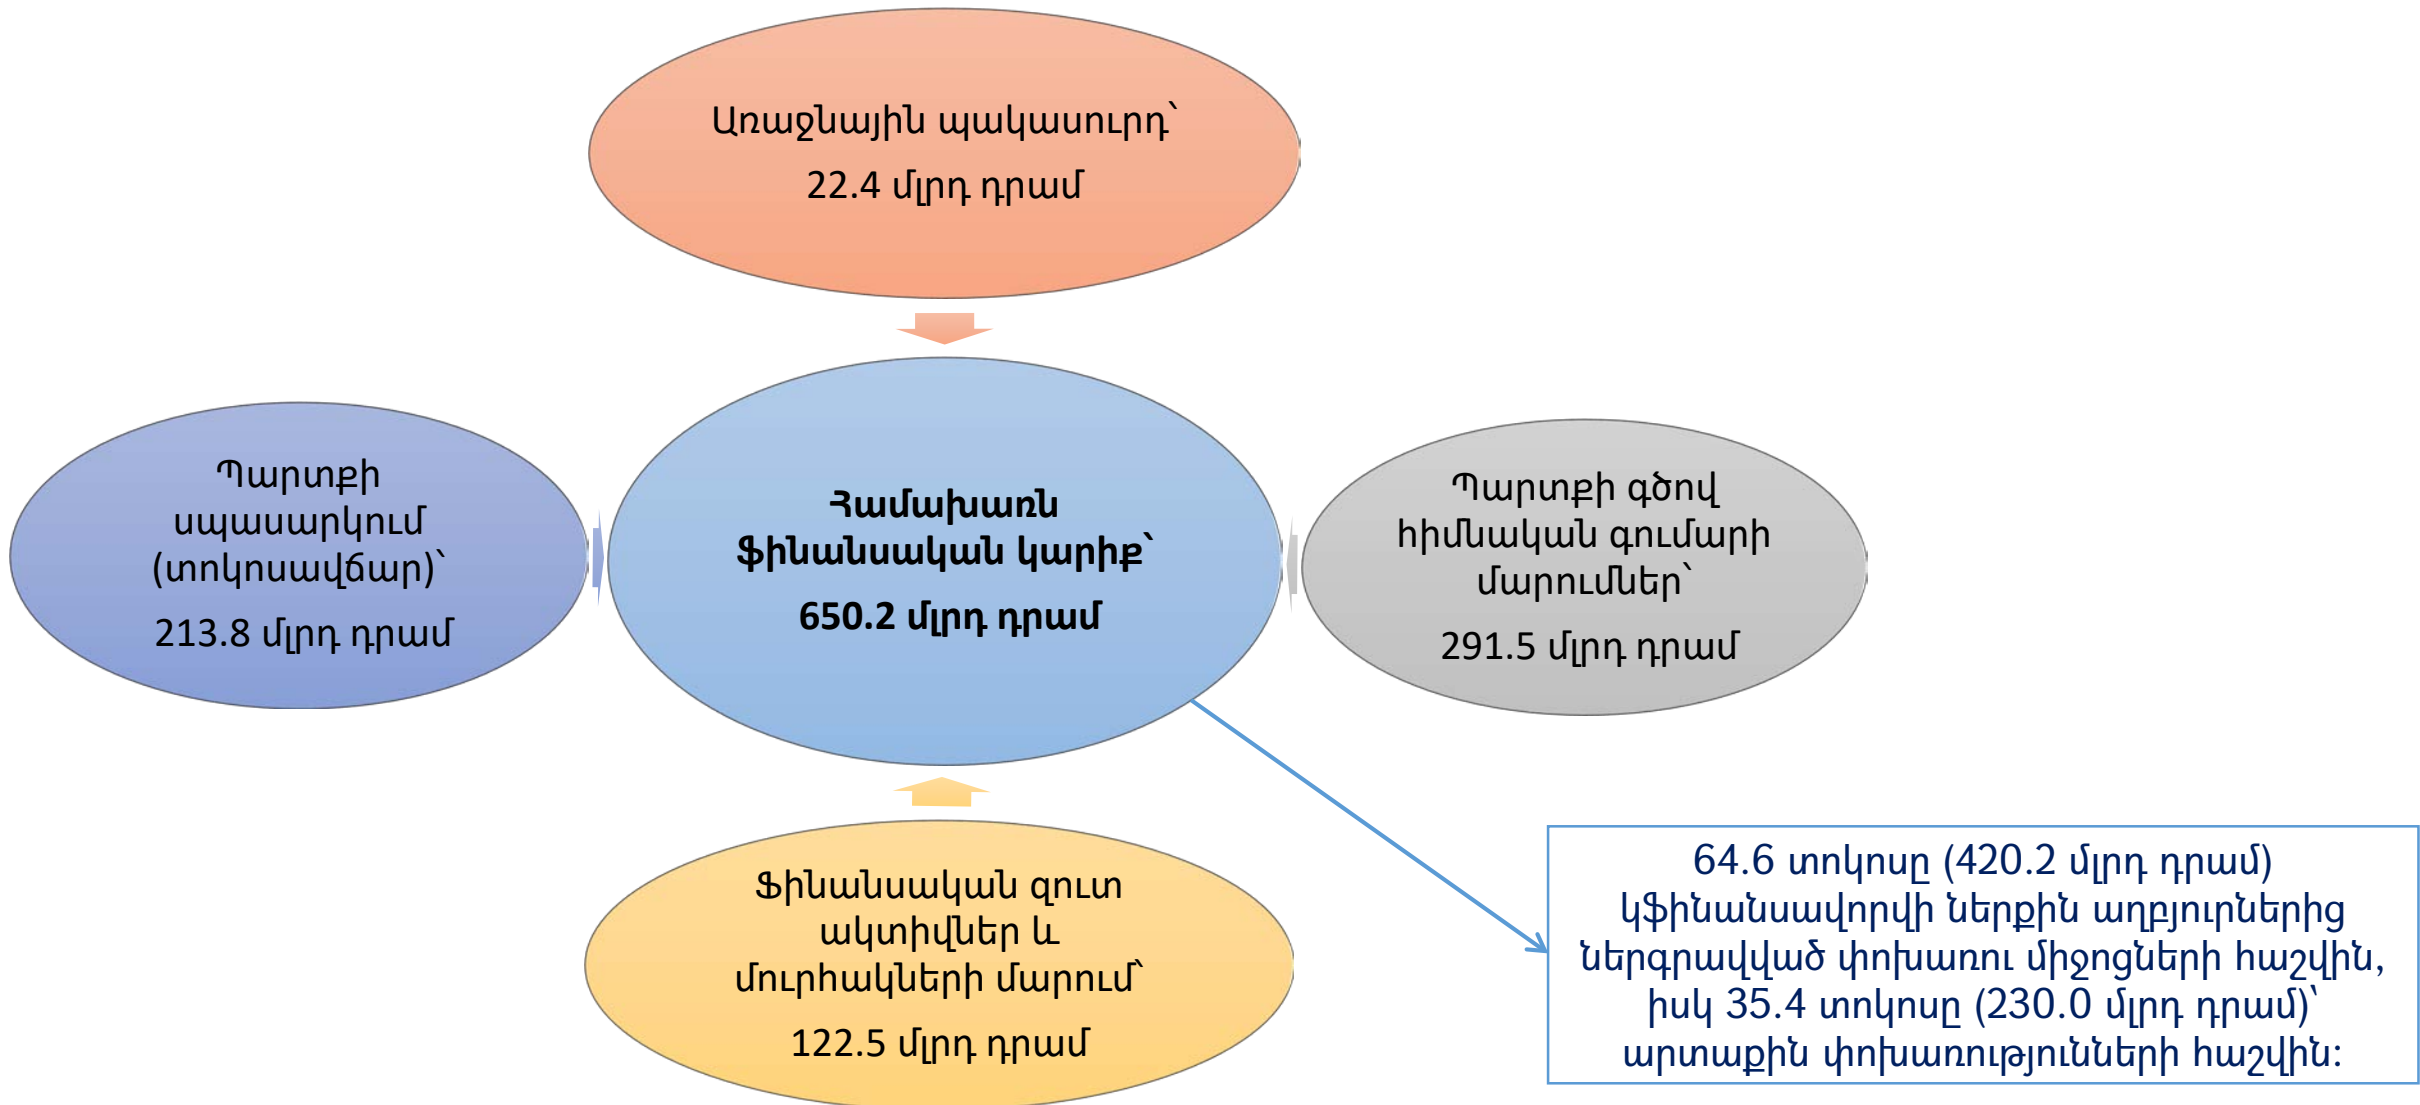 Առաջնային պակասուրդ՝
22.4 մլրդ դրամ
Պարտքի
սպասարկում
(տոկոսավճար)՝
213.8 մլրդ դրամ
Համախառն
ֆինանսական կարիք՝
650.2 մլրդ դրամ
Պարտքի գծով
հիմնական գումարի
մարումներ՝
291.5 մլրդ դրամ
Ֆինանսական զուտ
ակտիվներ և
մուրհակների մարում՝
122.5 մլրդ դրամ
64.6 տոկոսը (420.2 մլրդ դրամ)
կֆինանսավորվի ներքին աղբյուրներից
ներգրավված փոխառու միջոցների հաշվին,
իսկ 35.4 տոկոսը (230.0 մլրդ դրամ)՝
արտաքին փոխառությունների հաշվին: